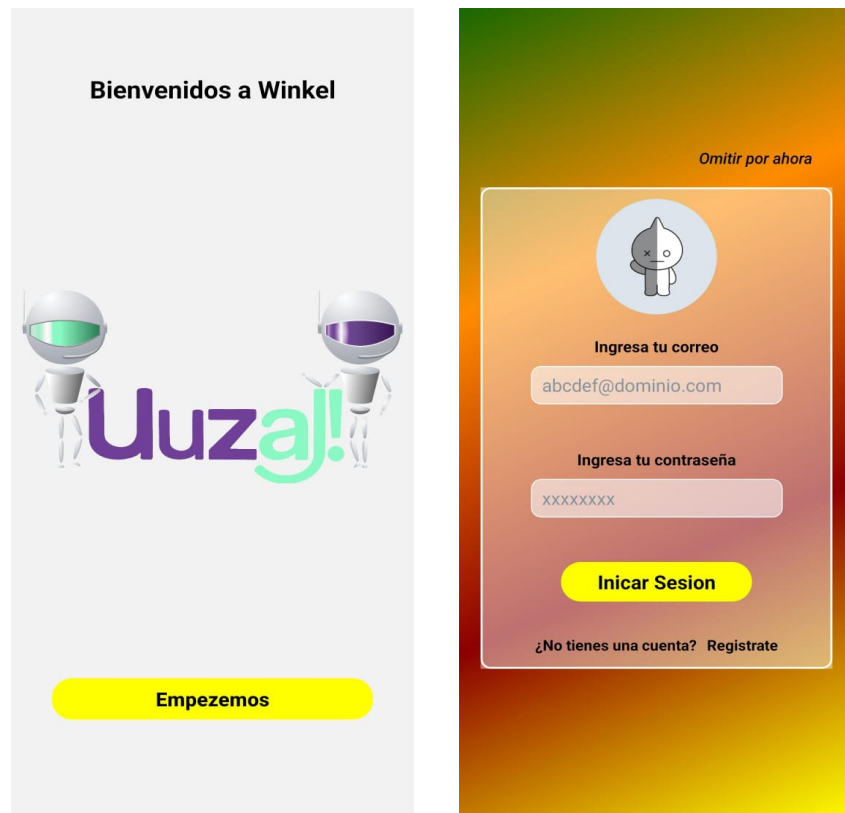 Bienvenidos a Winkel
Uuzaj!
Empezemos
Omitir por ahora
Ingresa tu correo
abcdef@dominio.com
Ingresa tu contraseña
xxxxxxxx
Inicar Sesion
¿No tienes una cuenta? Registrate